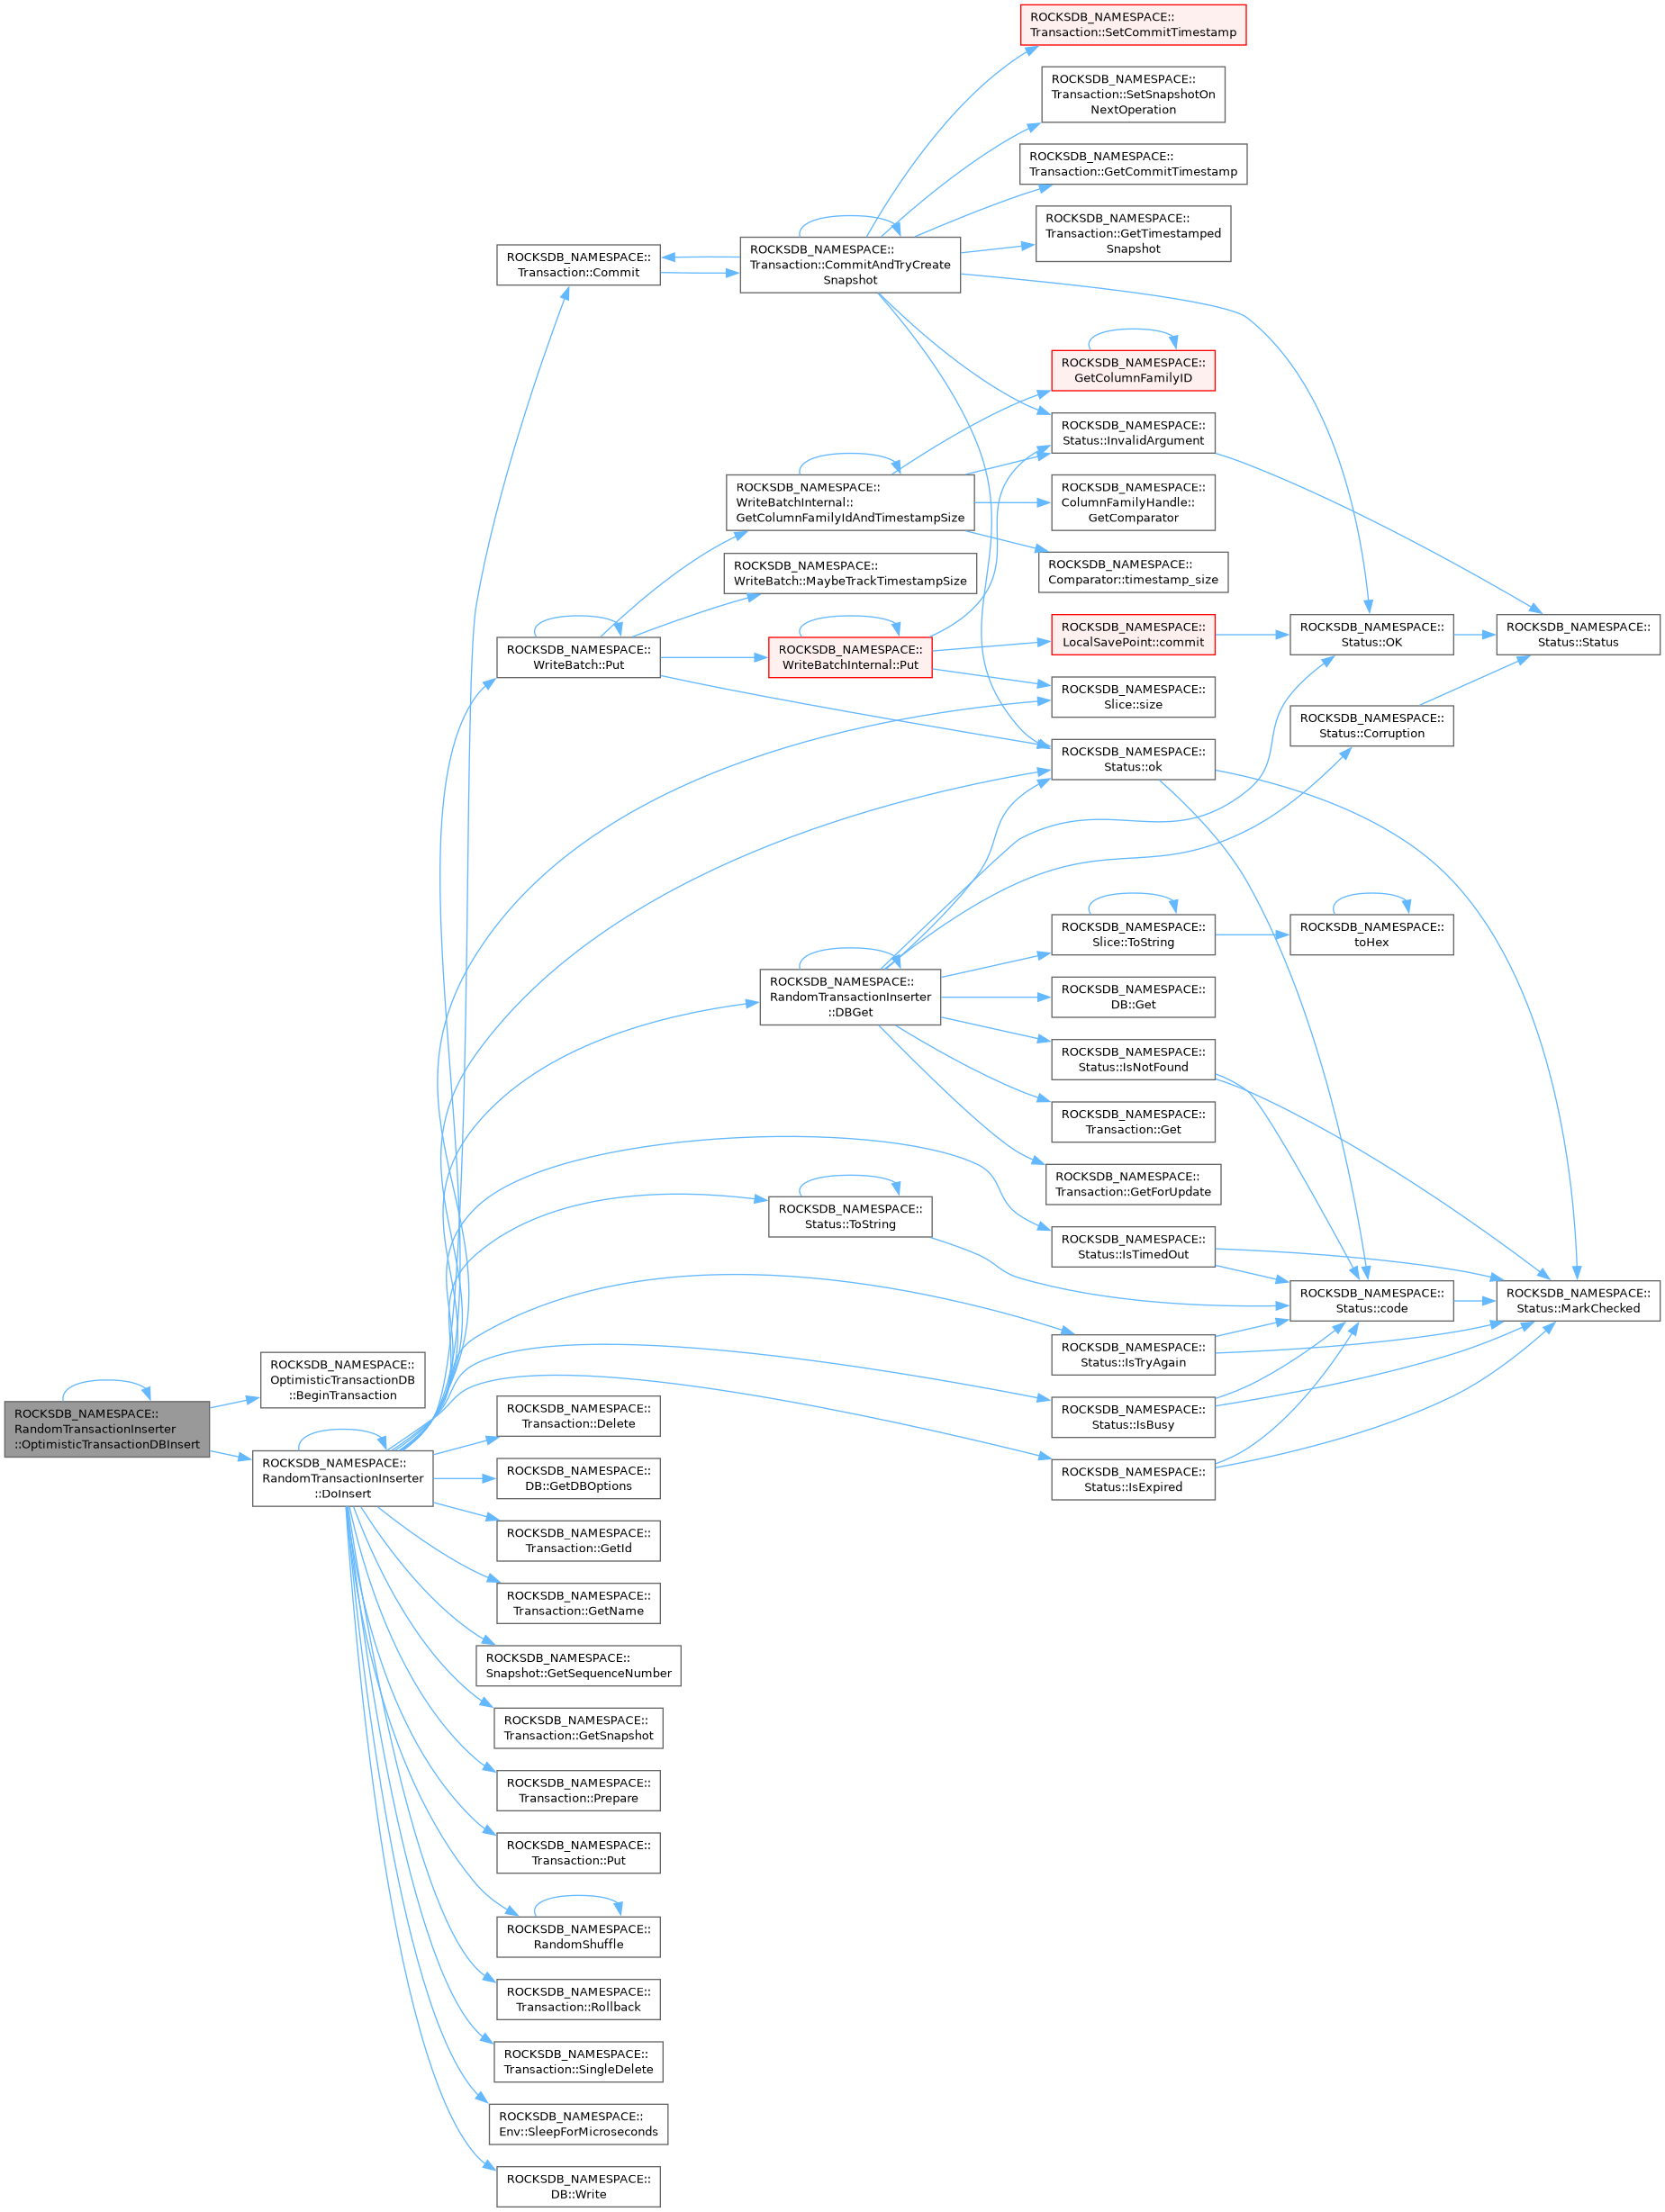 ROCKSDB_NAMESPACE::
Transaction::SetCommitTimestamp
ROCKSDB_NAMESPACE::
Transaction::SetSnapshotOn
NextOperation
ROCKSDB_NAMESPACE::
Transaction::GetCommitTimestamp
ROCKSDB_NAMESPACE::
Transaction::GetTimestamped
Snapshot
ROCKSDB_NAMESPACE::
Transaction::Commit
ROCKSDB_NAMESPACE::
Transaction::CommitAndTryCreate
Snapshot
ROCKSDB_NAMESPACE::
GetColumnFamilyID
ROCKSDB_NAMESPACE::
Status::InvalidArgument
ROCKSDB_NAMESPACE::
WriteBatchInternal::
GetColumnFamilyIdAndTimestampSize
ROCKSDB_NAMESPACE::
ColumnFamilyHandle::
GetComparator
ROCKSDB_NAMESPACE::
WriteBatch::MaybeTrackTimestampSize
ROCKSDB_NAMESPACE::
Comparator::timestamp_size
ROCKSDB_NAMESPACE::
WriteBatch::Put
ROCKSDB_NAMESPACE::
WriteBatchInternal::Put
ROCKSDB_NAMESPACE::
LocalSavePoint::commit
ROCKSDB_NAMESPACE::
Status::OK
ROCKSDB_NAMESPACE::
Status::Status
ROCKSDB_NAMESPACE::
Slice::size
ROCKSDB_NAMESPACE::
Status::Corruption
ROCKSDB_NAMESPACE::
Status::ok
ROCKSDB_NAMESPACE::
RandomTransactionInserter
::DBGet
ROCKSDB_NAMESPACE::
Slice::ToString
ROCKSDB_NAMESPACE::
toHex
ROCKSDB_NAMESPACE::
DB::Get
ROCKSDB_NAMESPACE::
Status::IsNotFound
ROCKSDB_NAMESPACE::
Transaction::Get
ROCKSDB_NAMESPACE::
Transaction::GetForUpdate
ROCKSDB_NAMESPACE::
Status::ToString
ROCKSDB_NAMESPACE::
Status::IsTimedOut
ROCKSDB_NAMESPACE::
Status::code
ROCKSDB_NAMESPACE::
Status::MarkChecked
ROCKSDB_NAMESPACE::
Status::IsTryAgain
ROCKSDB_NAMESPACE::
OptimisticTransactionDB
::BeginTransaction
ROCKSDB_NAMESPACE::
RandomTransactionInserter
::OptimisticTransactionDBInsert
ROCKSDB_NAMESPACE::
Transaction::Delete
ROCKSDB_NAMESPACE::
Status::IsBusy
ROCKSDB_NAMESPACE::
RandomTransactionInserter
::DoInsert
ROCKSDB_NAMESPACE::
DB::GetDBOptions
ROCKSDB_NAMESPACE::
Status::IsExpired
ROCKSDB_NAMESPACE::
Transaction::GetId
ROCKSDB_NAMESPACE::
Transaction::GetName
ROCKSDB_NAMESPACE::
Snapshot::GetSequenceNumber
ROCKSDB_NAMESPACE::
Transaction::GetSnapshot
ROCKSDB_NAMESPACE::
Transaction::Prepare
ROCKSDB_NAMESPACE::
Transaction::Put
ROCKSDB_NAMESPACE::
RandomShuffle
ROCKSDB_NAMESPACE::
Transaction::Rollback
ROCKSDB_NAMESPACE::
Transaction::SingleDelete
ROCKSDB_NAMESPACE::
Env::SleepForMicroseconds
ROCKSDB_NAMESPACE::
DB::Write